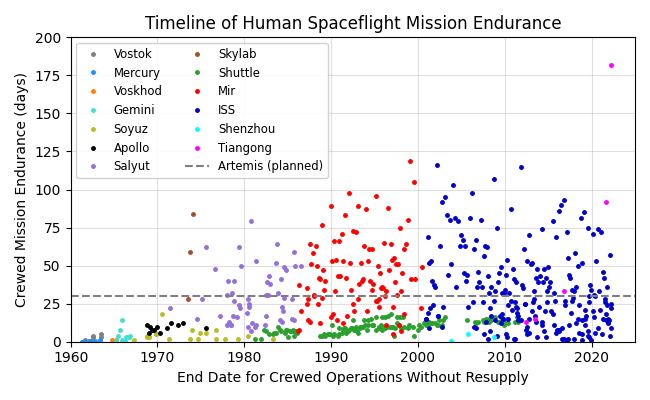 Timeline of Human Spaceflight Mission Endurance
Crewed Mission Endurance (days)
200
175
150
125
100
75
50
25
0
Vostok
Mercury
Voskhod
Gemini
Soyuz
Apollo
Salyut
Skylab
Shuttle
Mir
ISS
Shenzhou
Tiangong
Artemis (planned)
1960
1970
1980
1990
2000
2010
2020
End Date for Crewed Operations Without Resupply